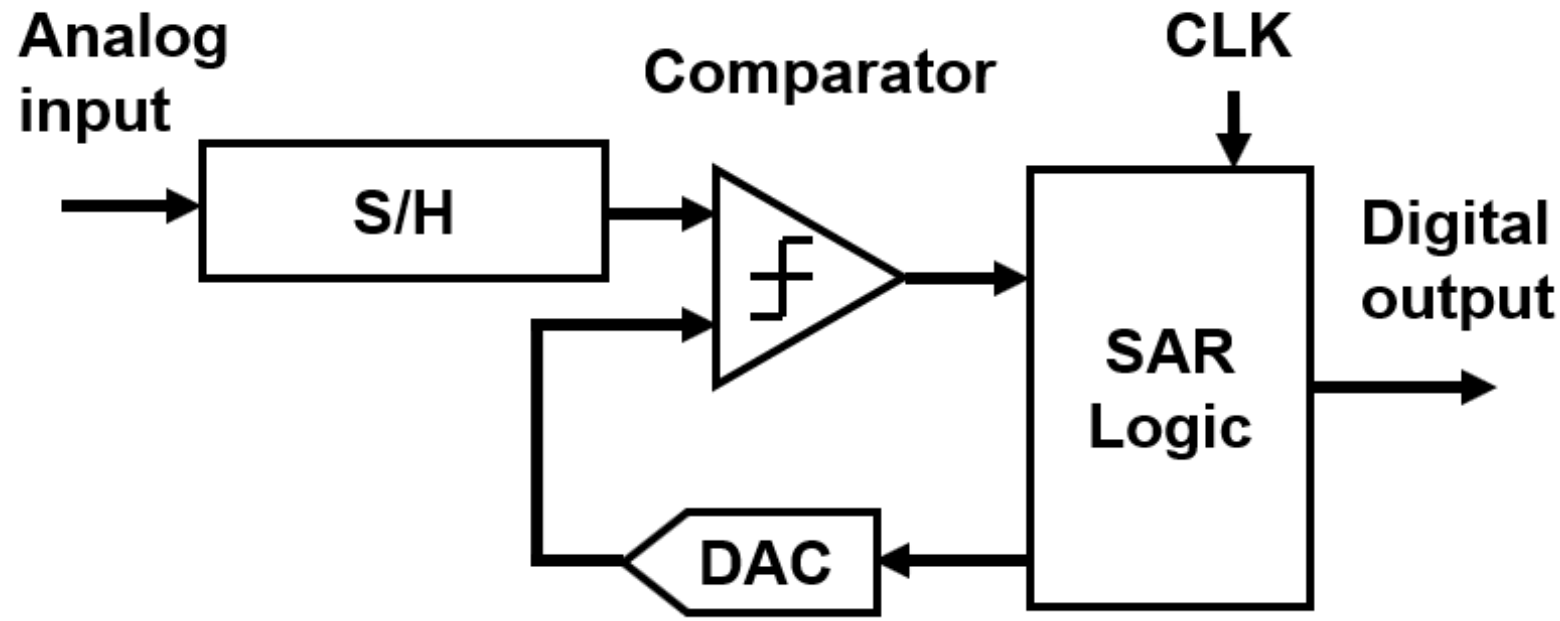 Analog
input
S/H
Comparator
CLK
SAR
Logic
Digital
output
DAC